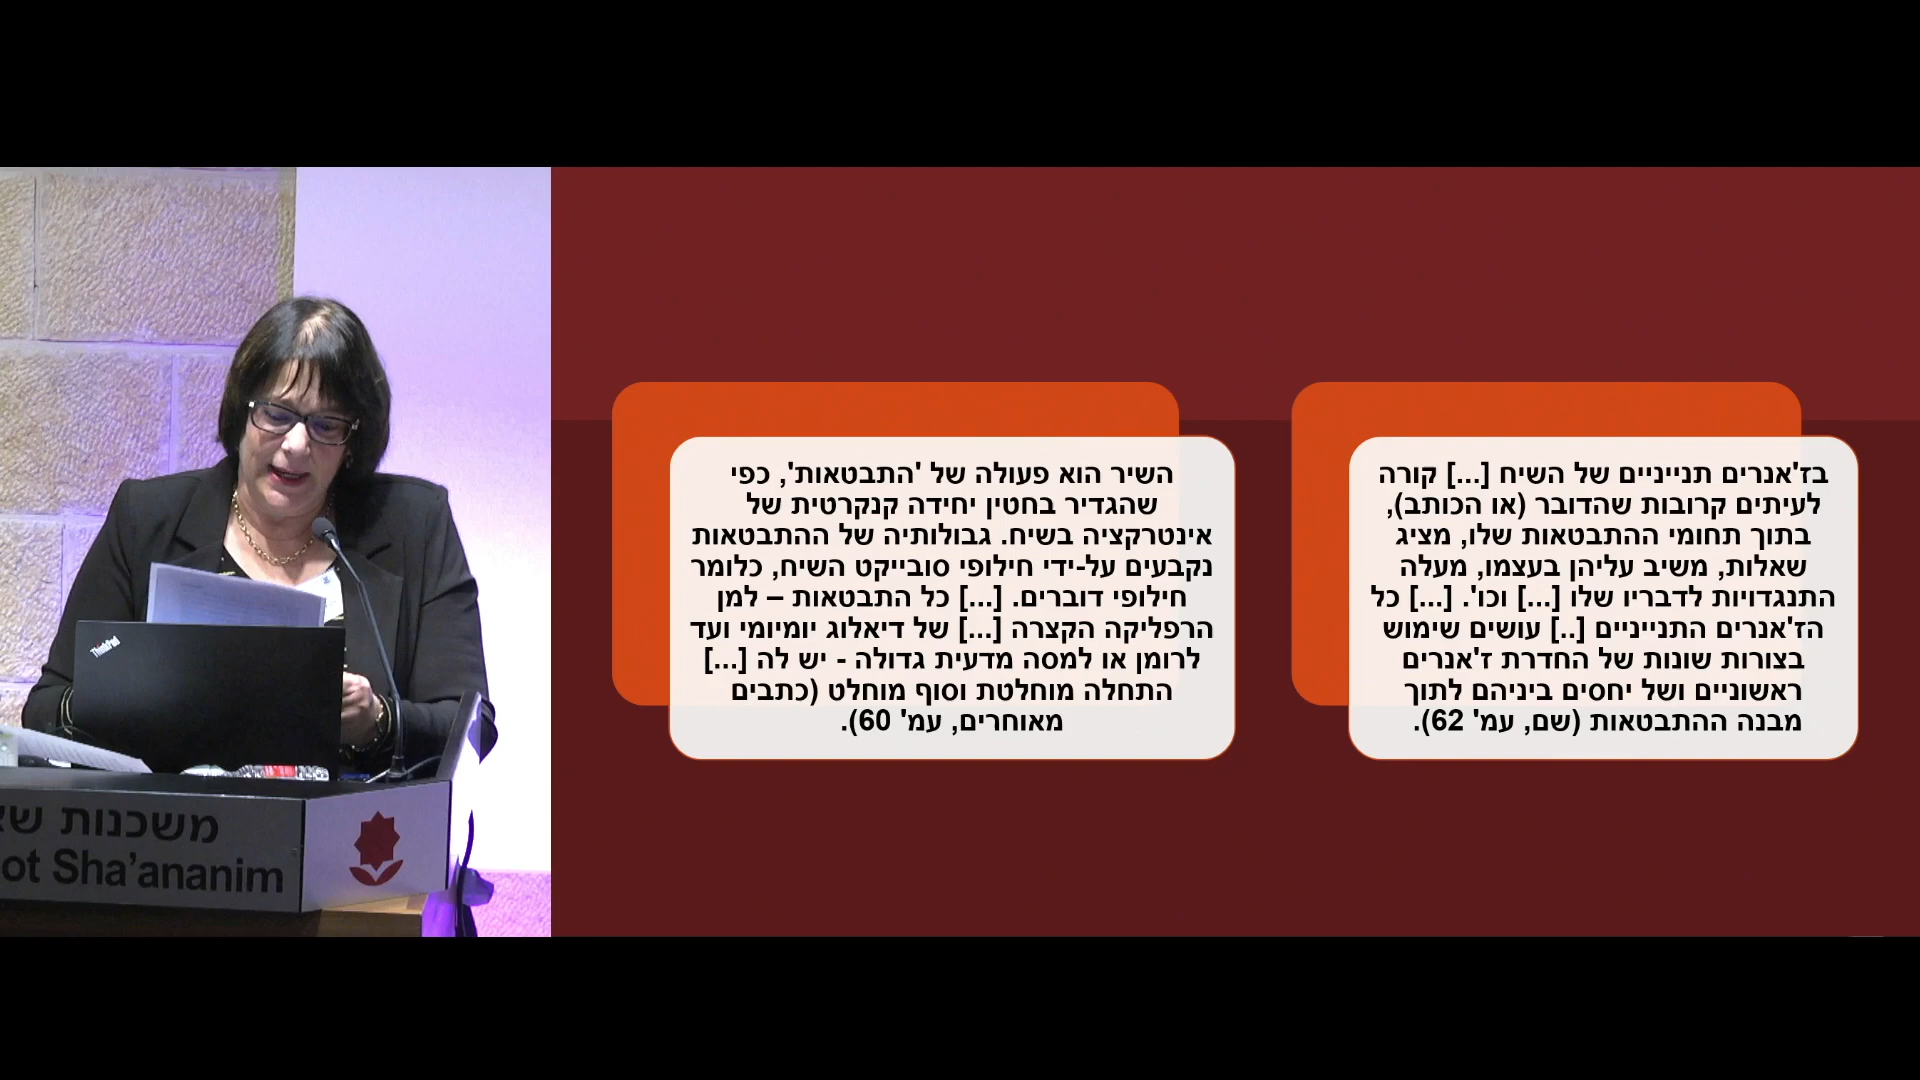 השיר הוא פעולה של 'התבטאות', כפי
שהגדיר בחטין יחידה קנקרטית של
אינטרקציה בשיח. גבולותיה של ההתבטאות
נקבעים על-ידי חילופי סובייקט השיח, כלומר
חילופי דוברים. [...] כל התבטאות – למן
הרפליקה הקצרה [...] של דיאלוג יומיומי ועד
לרומן או למסה מדעית גדולה - יש לה [...]
התחלה מוחלטת וסוף מוחלט (כתבים
מאוחרים, עמ' 60).
בז'אנרים תנייניים של השיח [...] קורה
לעיתים קרובות שהדובר (או הכותב),
בתוך תחומי ההתבטאות שלו, מציג
שאלות, משיב עליהן בעצמו, מעלה
התנגדויות לדבריו שלו [...] וכו'. [...] כל
הז'אנרים התנייניים [..] עושים שימוש
בצורות שונות של החדרת ז'אנרים
ראשוניים ושל יחסים ביניהם לתוך
מבנה ההתבטאות (שם, עמ' 62).
ThinkPad
משכנות שא
ot Sha'ananim